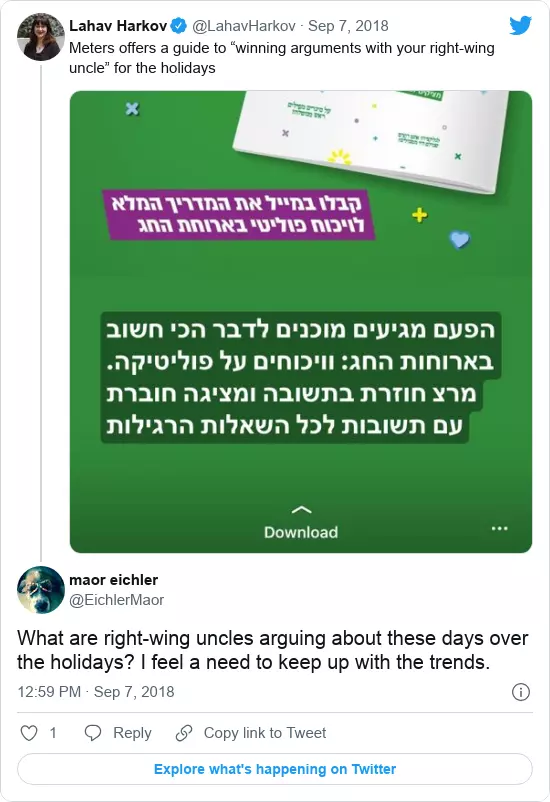 Lahav Harkov @LahavHarkov · Sep 7, 2018
Meters offers a guide to “winning arguments with your right-wing
uncle” for the holidays
קבלו במייל את המדריך המלא
לויכוח פוליטי בארוחת החג
הפעם מגיעים מוכנים לדבר הכי חשוב
בארוחות החג: וויכוחים על פוליטיקה.
מרצ חוזרת בתשובה ומציגה חוברת
עם תשובות לכל השאלות הרגילות
Download
maor eichler
@EichlerMaor
What are right-wing uncles arguing about these days over
the holidays? I feel a need to keep up with the trends.
12:59 PM · Sep 7, 2018
1 Reply Copy link to Tweet
Explore what's happening on Twitter